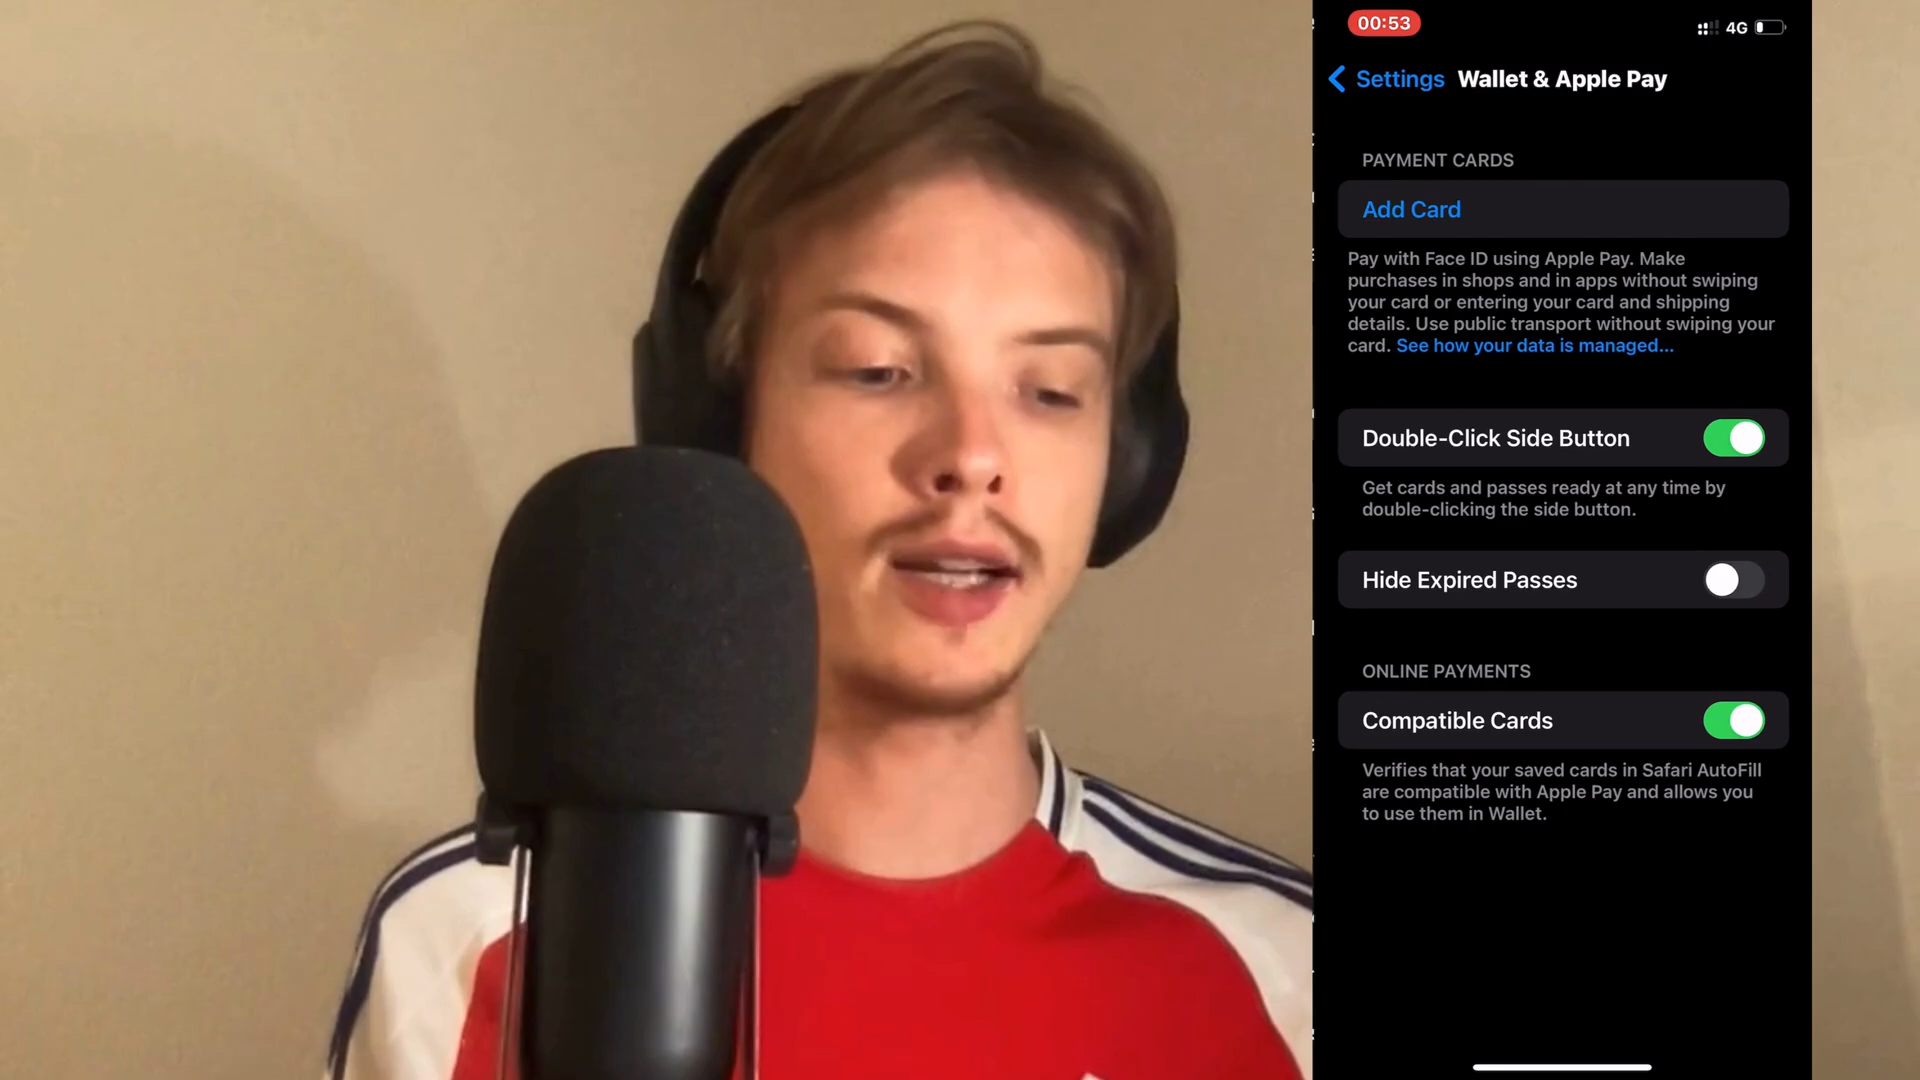 00:53
4G
Settings
Wallet & Apple Pay
PAYMENT CARDS
Add Card
Pay with Face ID using Apple Pay. Make
purchases in shops and in apps without swiping
your card or entering your card and shipping
details. Use public transport without swiping your
card. See how your data is managed...
Double-Click Side Button
Get cards and passes ready at any time by
double-clicking the side button.
Hide Expired Passes
ONLINE PAYMENTS
Compatible Cards
Verifies that your saved cards in Safari AutoFill
are compatible with Apple Pay and allows you
to use them in Wallet.